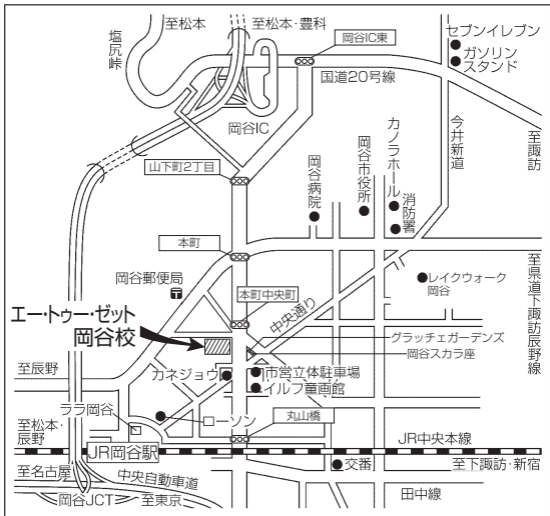 至松本
至松本・豊科
塩尻峠
岡谷IC東
セブンイレブン
ガソリン
スタンド
国道20号線
岡谷IC
今井新道
至諏訪
カノラホール
消防署
岡谷市役所
岡谷病院
山下町2丁目
本町
岡谷郵便局
レイクウォーク
岡谷
至県道下諏訪辰野線
本町中央町
中央通り
エー・トゥー・ゼット
岡谷校
グラッチェガーデンズ
岡谷スカラ座
至辰野
カネジョウ
市営立体駐車場
イルフ童画館
ララ岡谷
ローソン
丸山橋
至松本・
辰野
JR岡谷駅
JR中央本線
至名古屋
中央自動車道
交番
至下諏訪・新宿
岡谷JCT
至東京
田中線